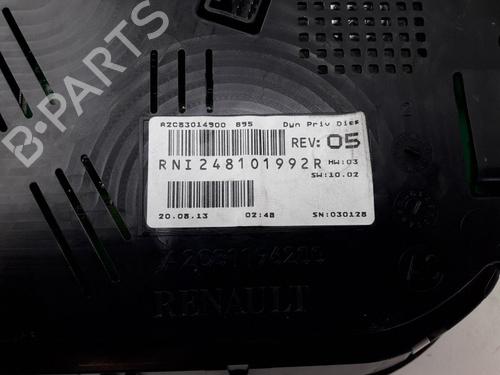 A2C83014900 895 Dyn Priv Dies
REV: 05
RNI248101992R HW:03
SW:10.02
20.08.13 02:48 SN:030128
RENAULT
B-PARTS